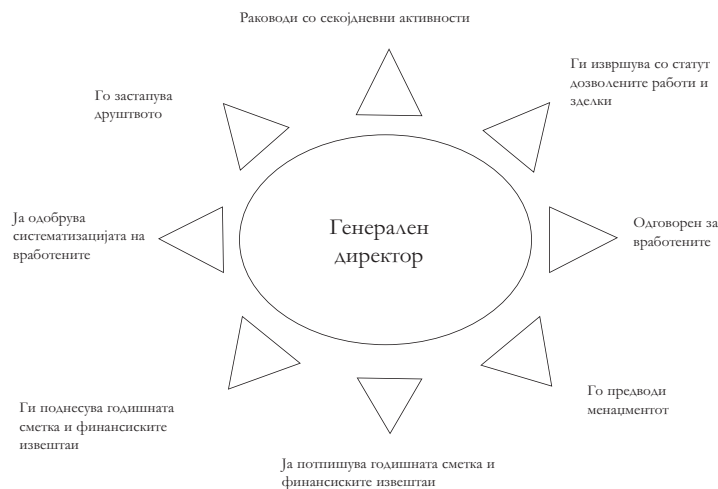 Раководи со секојдневни активности
Ги извршува со статут
дозволените работи и
зделки
Го застапува
друштвото
Ја одобрува
систематизацијата на
вработените
Генерален
директор
Одговорен за
вработените
Го предводи
менаџментот
Ги поднесува годишната
сметка и финансиските
извештаи
Ја потпишува годишната сметка и
финансиските извештаи